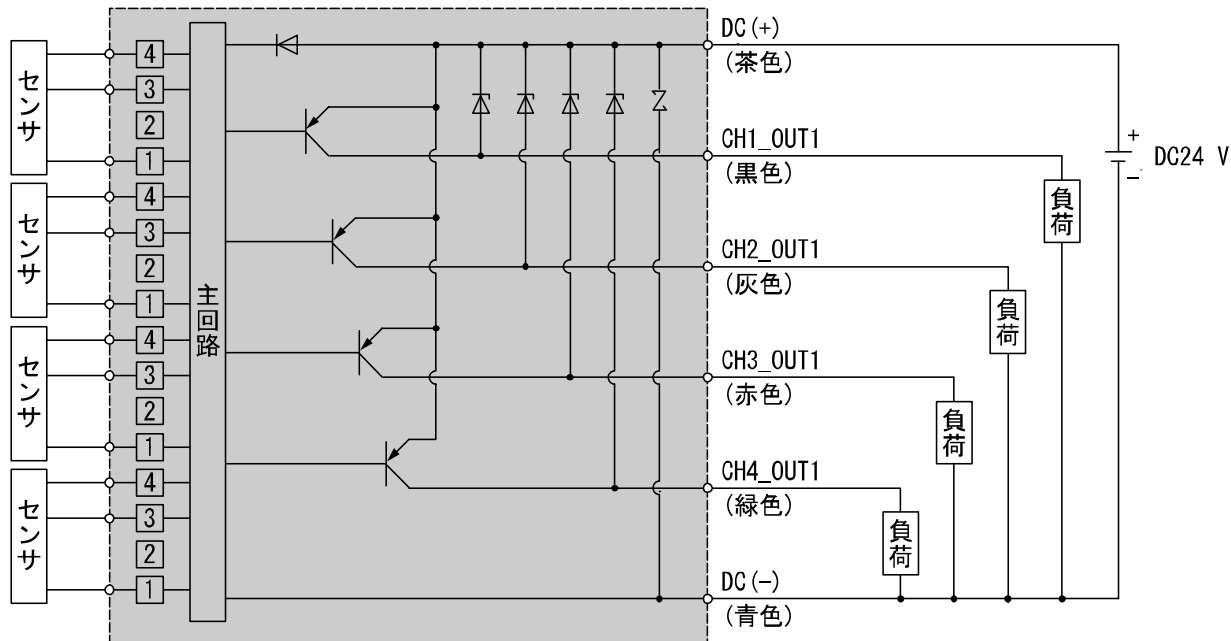 センサ
4
3
2
1
センサ
4
3
2
1
センサ
4
3
2
1
センサ
4
3
2
1
主回路
DC(+)
(茶色)
CH1_OUT1
(黒色)
CH2_OUT1
(灰色)
CH3_OUT1
(赤色)
CH4_OUT1
(緑色)
DC(−)
(青色)
負荷
負荷
負荷
負荷
+
−
DC24 V